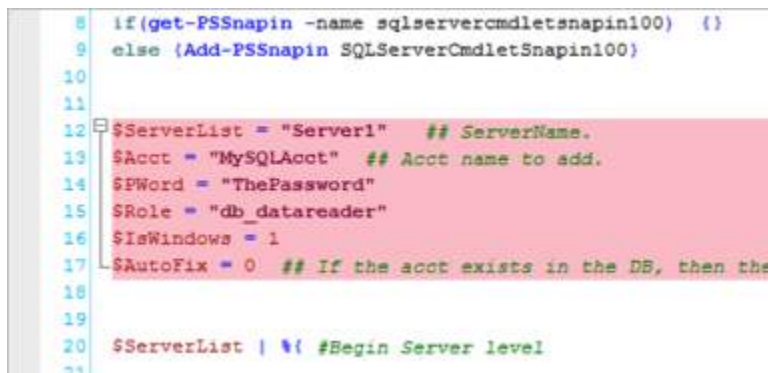 8 if(get-PSSnapin -name sqlservercmdletsnapin100) {}
9 else {Add-PSSnapin SQLServerCmdletSnapin100}
10
11
12 $ServerList = "Server1" ## ServerName.
13 $Acct = "MySQLAcct" ## Acct name to add.
14 $PWord = "ThePassword"
15 $Role = "db_datareader"
16 $IsWindows = 1
17 $AutoFix = 0 ## If the acct exists in the DB, then the
18
19
20 $ServerList | %{ #Begin Server level
21